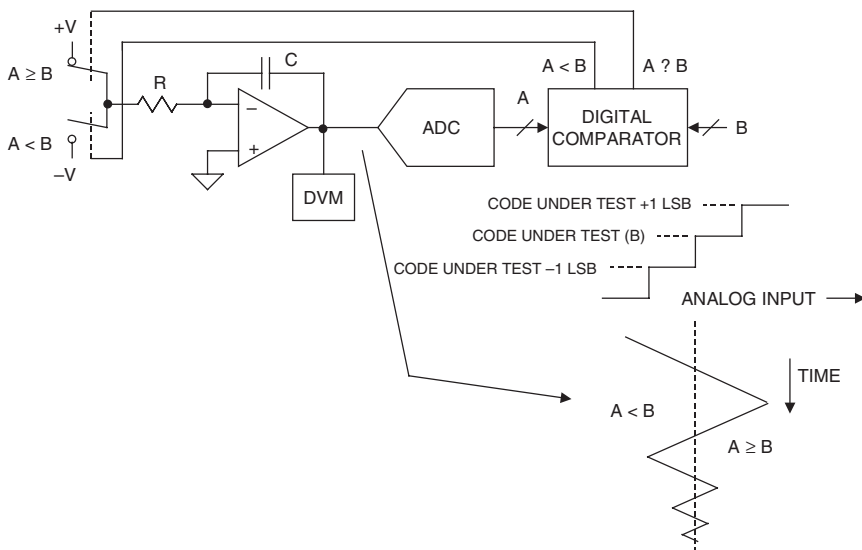 +V
A ≥ B
A < B
–V
R
C
–
+
DVM
ADC
A
A < B
A ? B
DIGITAL
COMPARATOR
B
CODE UNDER TEST +1 LSB
CODE UNDER TEST (B)
CODE UNDER TEST –1 LSB
ANALOG INPUT
TIME
A < B
A ≥ B